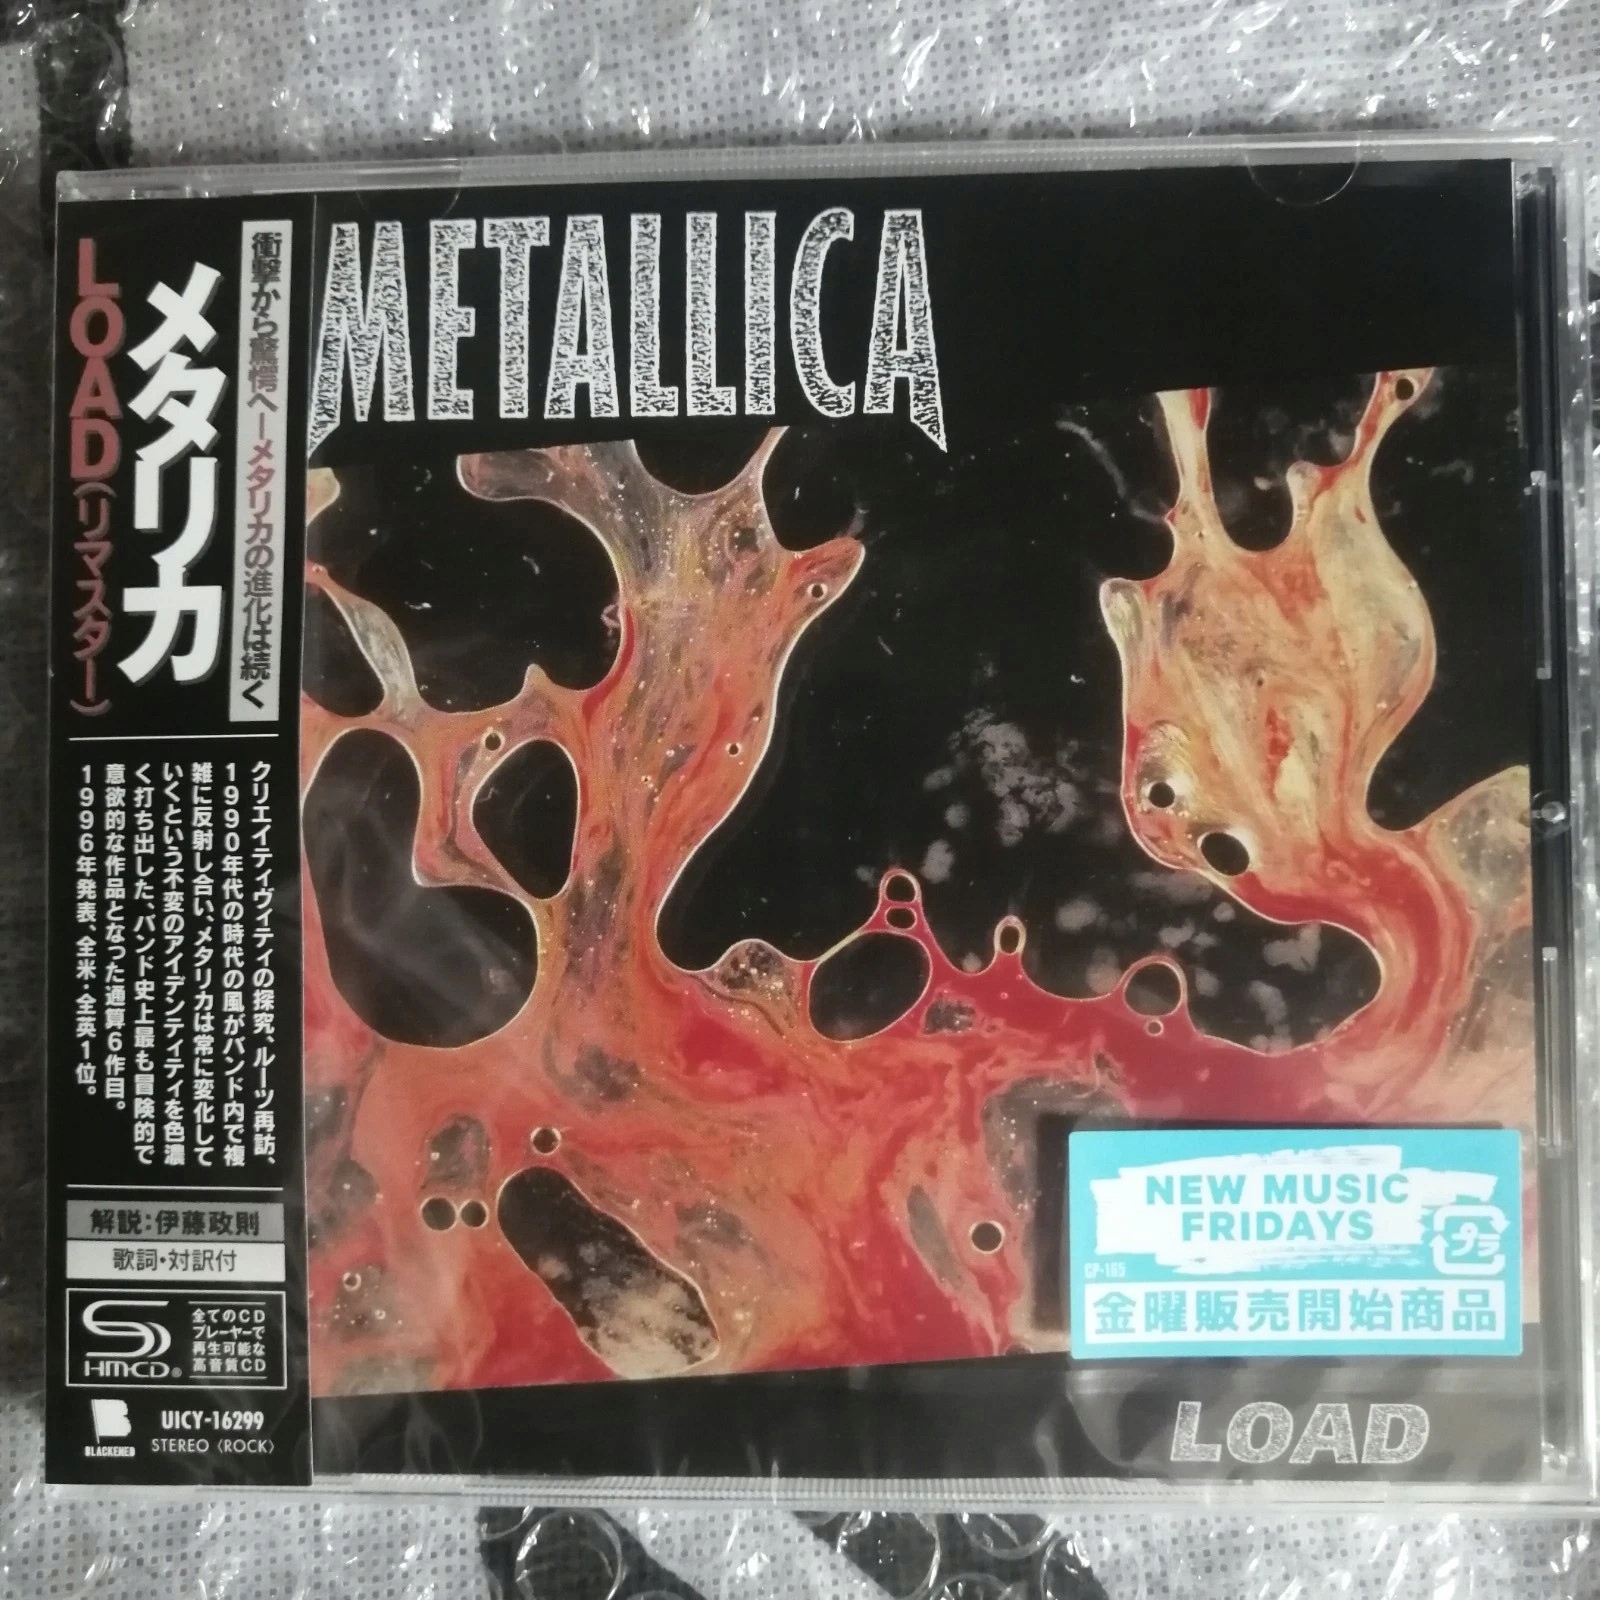 衝撃から驚愕へ―メタリカの進化は続く
メタリカ
LOAD(リマスター)
クリエイティヴィティの探究、ルーツ再訪、
1990年代の時代の風がバンド内で複
雑に反射し合い、メタリカは常に変化して
いくという不変のアイデンティティを色濃
く打ち出した、バンド史上最も冒険的で
意欲的な作品となった通算6作目。
1996年発表、全米・全英1位。
解説:伊藤政則
歌詞・対訳付
SHMCD®
全てのCD
プレーヤーで
再生可能な
高音質CD
B
BLACKENED
UICY-16299
STEREO〈ROCK〉
METALLICA
NEW MUSIC
FRIDAYS
プラ
CP-165
金曜販売開始商品
LOAD